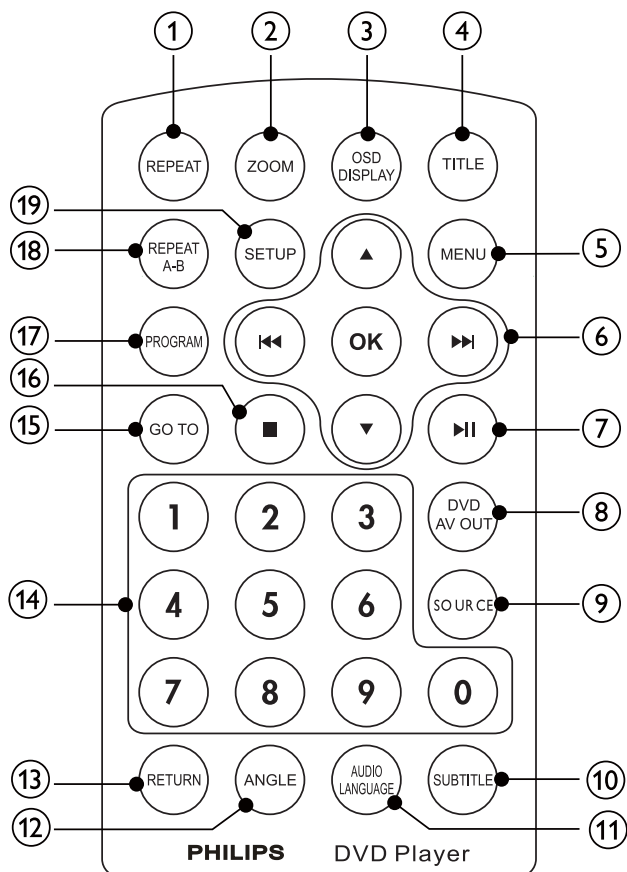 1 2 3 4
REPEAT ZOOM OSD DISPLAY TITLE
19
18 REPEAT A-B SETUP ▲ MENU 5
17 PROGRAM ⏮ OK ⏭ 6
16
15 GO TO ■ ▼ ⏯ 7
1 2 3 DVD AV OUT 8
14 4 5 6 SOURCE 9
7 8 9 0
13 RETURN ANGLE AUDIO LANGUAGE SUBTITLE 10
12 11
PHILIPS DVD Player